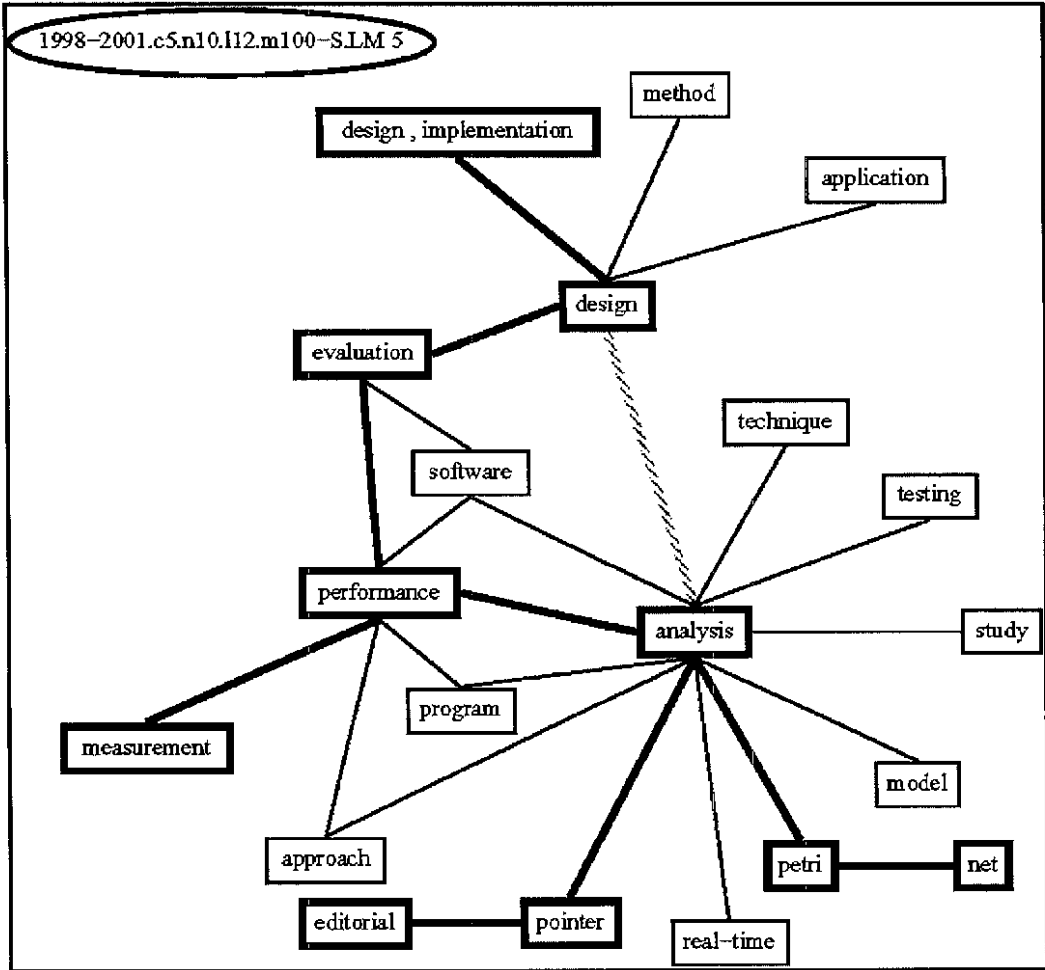 1998-2001.c5.n10.l12.m100-S.LM 5
method
design , implementation
application
design
evaluation
technique
software
testing
performance
analysis
study
program
measurement
model
approach
petri
net
editorial
pointer
real-time